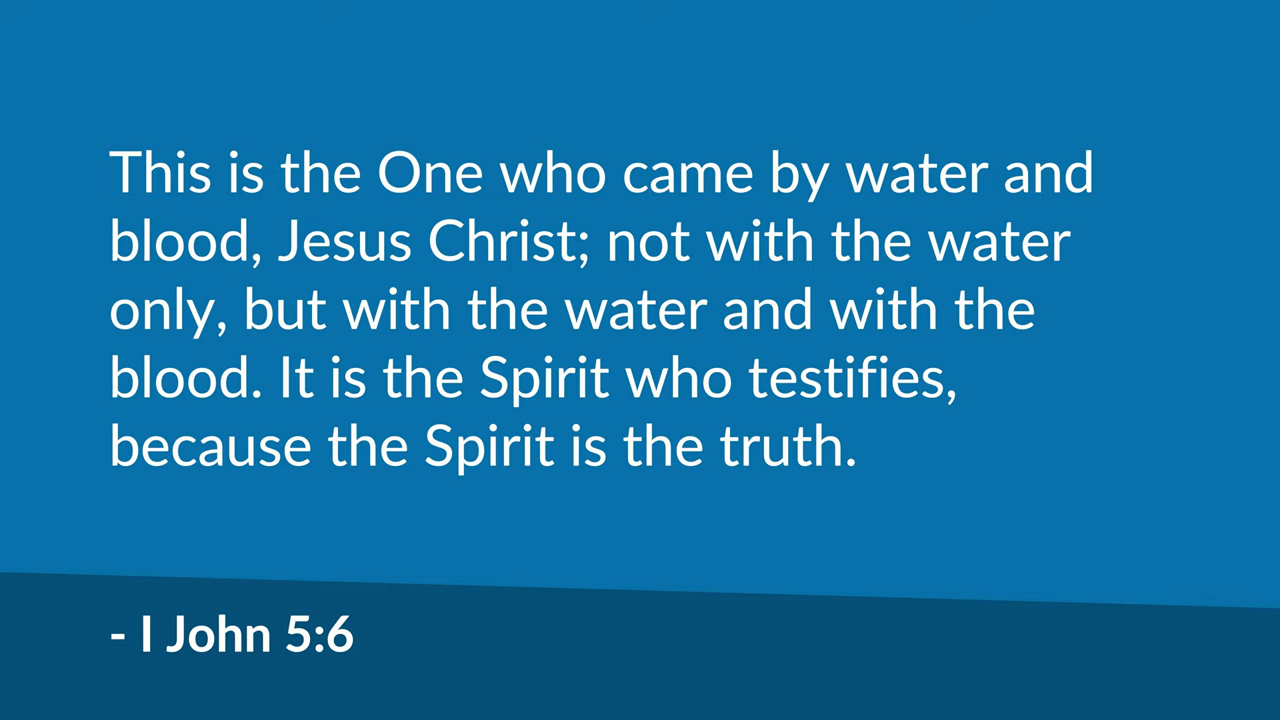 This is the One who came by water and
blood, Jesus Christ; not with the water
only, but with the water and with the
blood. It is the Spirit who testifies,
because the Spirit is the truth.
- I John 5:6